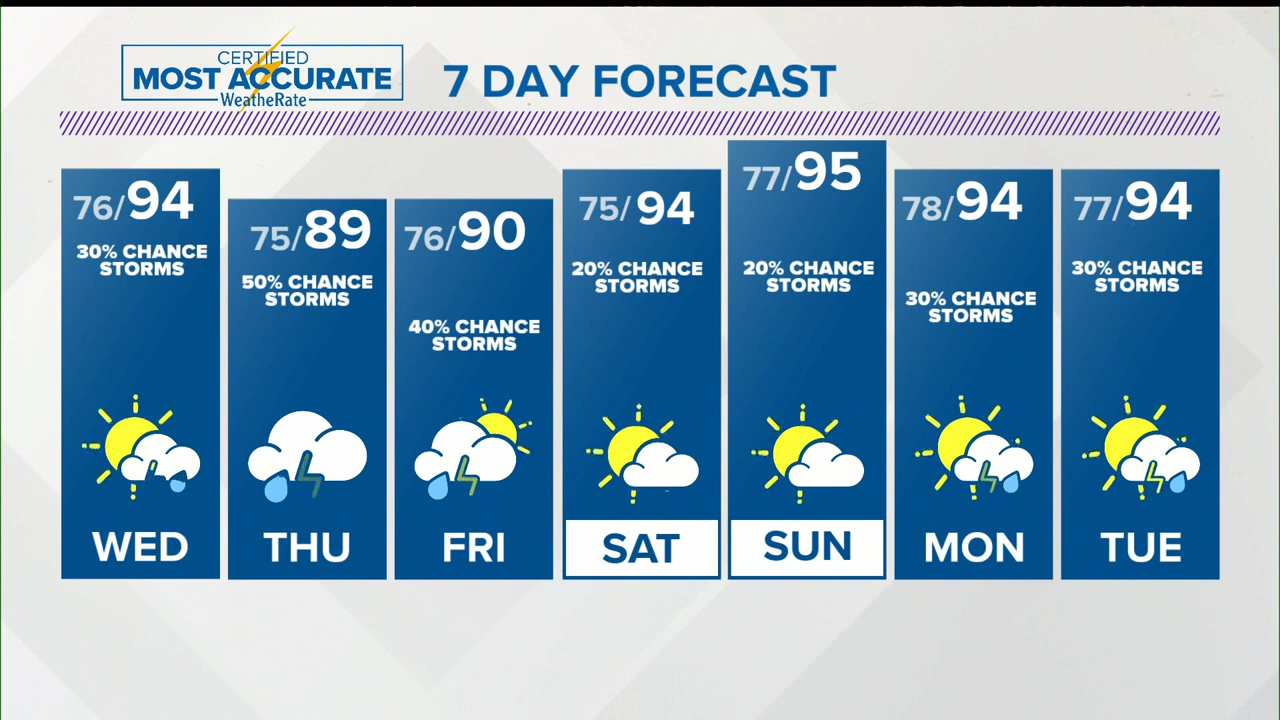 CERTIFIED
MOST ACCURATE
WeatheRate
7 DAY FORECAST
76/94
30% CHANCE
STORMS
WED
75/89
50% CHANCE
STORMS
THU
76/90
40% CHANCE
STORMS
FRI
75/94
20% CHANCE
STORMS
SAT
77/95
20% CHANCE
STORMS
SUN
78/94
30% CHANCE
STORMS
MON
77/94
30% CHANCE
STORMS
TUE